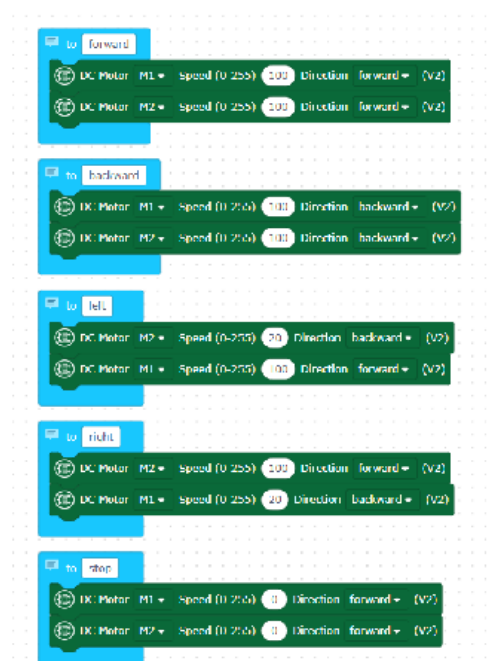 to forward
DC Motor M1 Speed (0-255) 100 Direction forward (V2)
DC Motor M2 Speed (0-255) 100 Direction forward (V2)
to backward
DC Motor M1 Speed (0-255) 100 Direction backward (V2)
DC Motor M2 Speed (0-255) 100 Direction backward (V2)
to left
DC Motor M2 Speed (0-255) 20 Direction backward (V2)
DC Motor M1 Speed (0-255) 100 Direction forward (V2)
to right
DC Motor M2 Speed (0-255) 100 Direction forward (V2)
DC Motor M1 Speed (0-255) 20 Direction backward (V2)
to stop
DC Motor M1 Speed (0-255) 0 Direction forward (V2)
DC Motor M2 Speed (0-255) 0 Direction forward (V2)